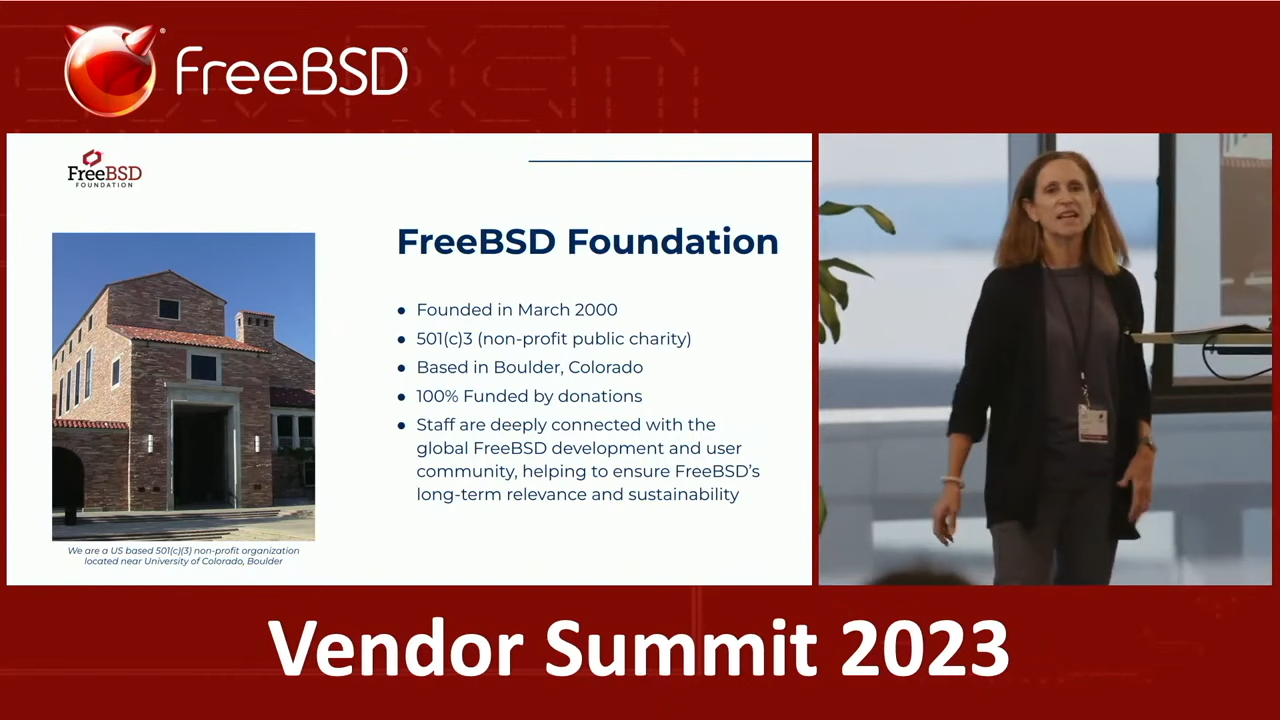 FreeBSD®
FreeBSD
FOUNDATION
FreeBSD Foundation
● Founded in March 2000
● 501(c)3 (non-profit public charity)
● Based in Boulder, Colorado
● 100% Funded by donations
● Staff are deeply connected with the
global FreeBSD development and user
community, helping to ensure FreeBSD's
long-term relevance and sustainability
We are a US based 501(c)(3) non-profit organization
located near University of Colorado, Boulder
Vendor Summit 2023